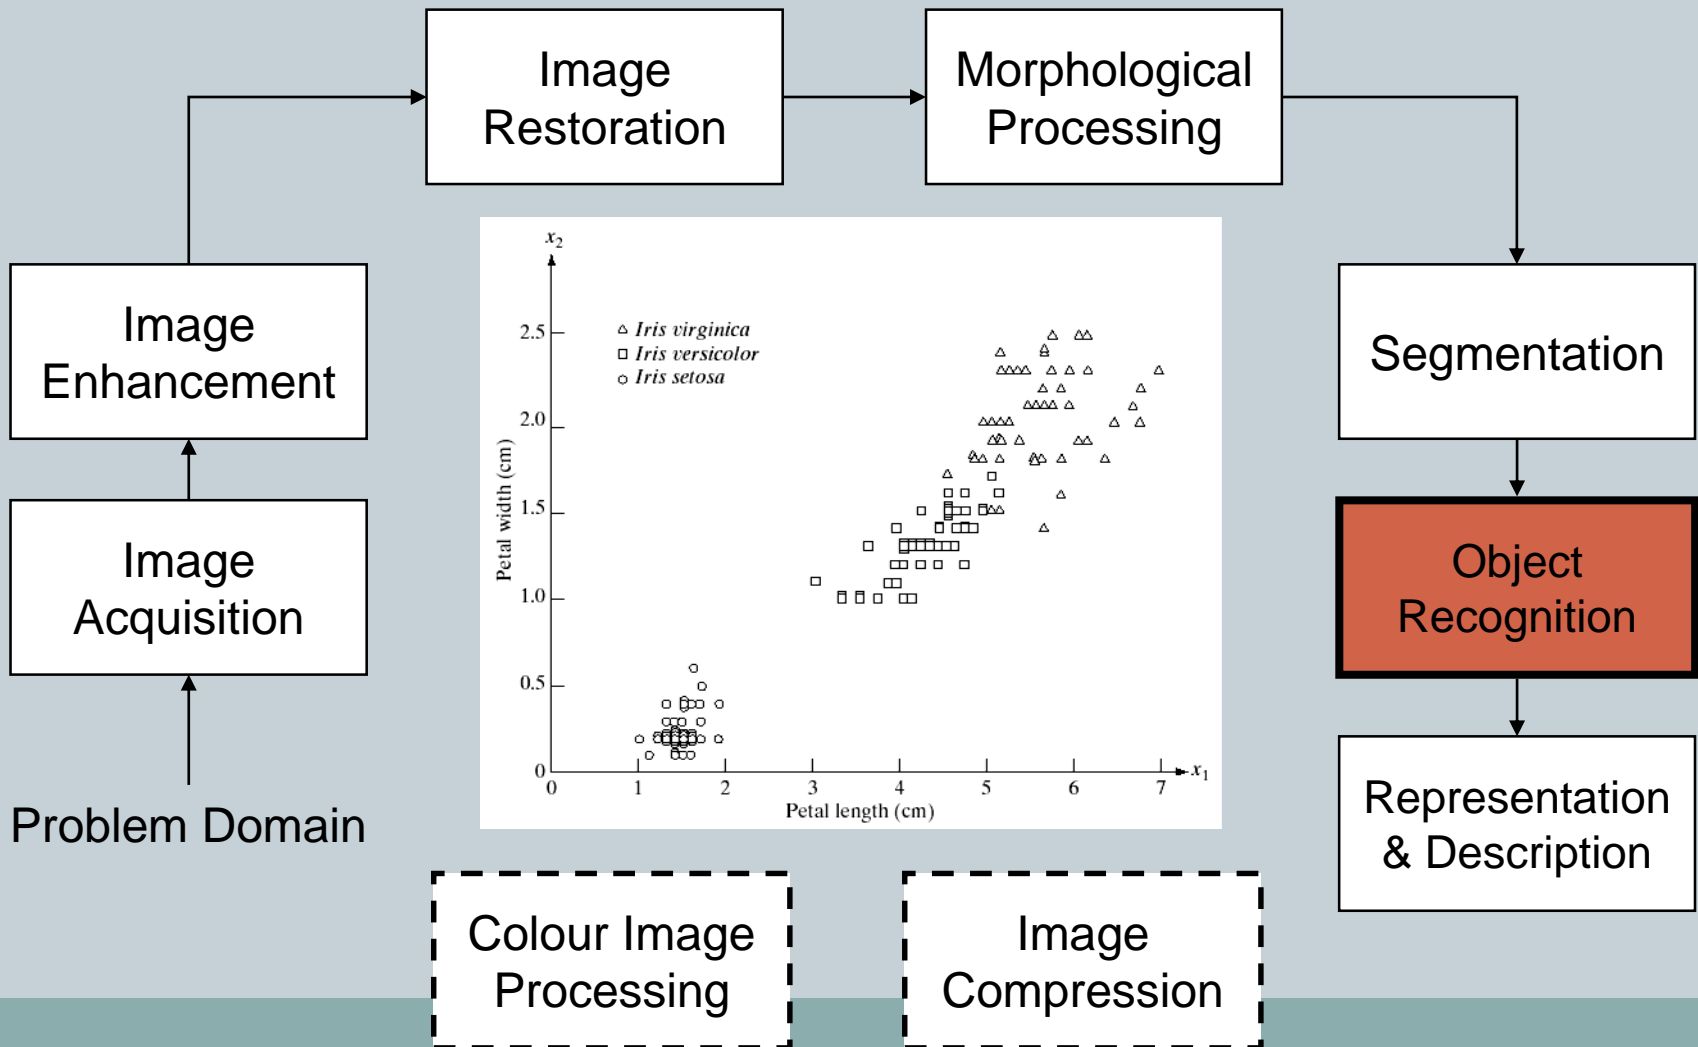 Image
Restoration
Morphological
Processing
Image
Enhancement
Segmentation
Image
Acquisition
Object
Recognition
Problem Domain
Representation
& Description
x2
2.5
2.0
1.5
1.0
0.5
0
Petal width (cm)
△ Iris virginica
□ Iris versicolor
○ Iris setosa
0 1 2 3 4 5 6 7
x1
Petal length (cm)
Colour Image
Processing
Image
Compression